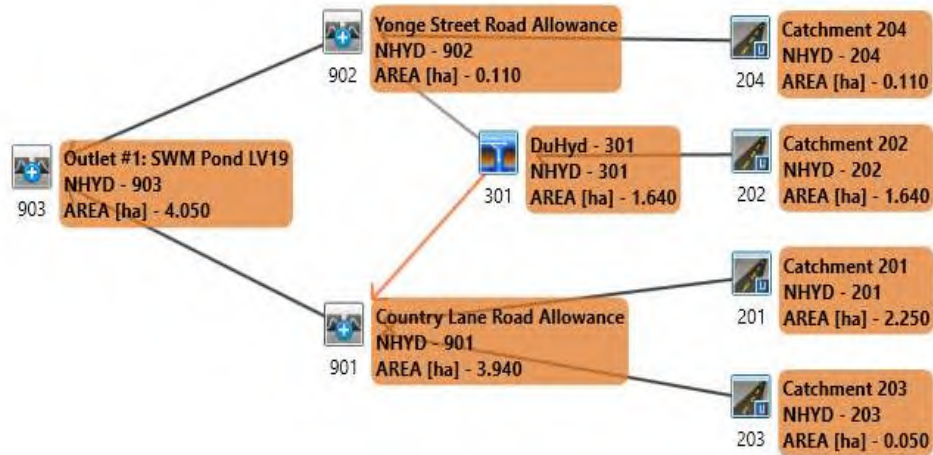 Yonge Street Road Allowance
NHYD - 902
AREA [ha] - 0.110
902
Catchment 204
NHYD - 204
AREA [ha] - 0.110
204
Outlet #1: SWM Pond LV19
NHYD - 903
AREA [ha] - 4.050
903
DuHyd - 301
NHYD - 301
AREA [ha] - 1.640
301
Catchment 202
NHYD - 202
AREA [ha] - 1.640
202
Country Lane Road Allowance
NHYD - 901
AREA [ha] - 3.940
901
Catchment 201
NHYD - 201
AREA [ha] - 2.250
201
Catchment 203
NHYD - 203
AREA [ha] - 0.050
203
U
U
U
U